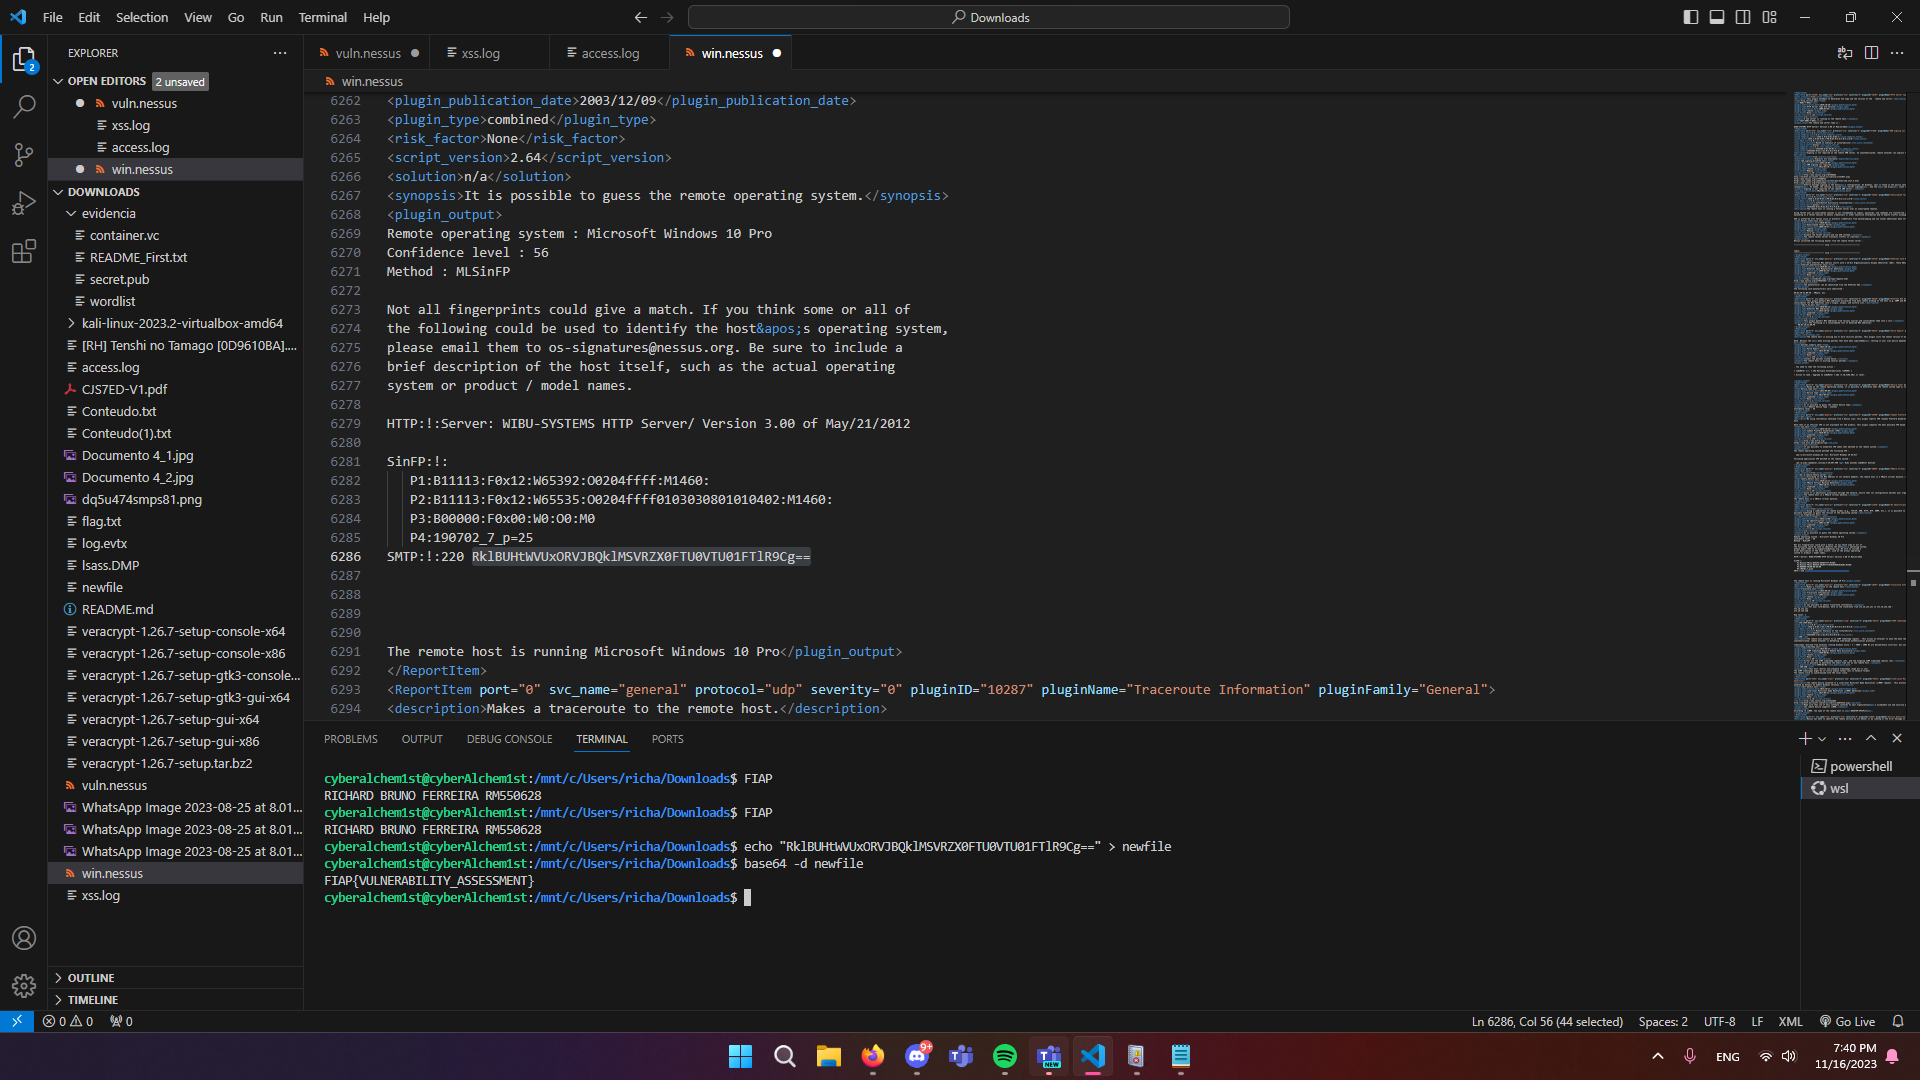 File Edit Selection View Go Run Terminal Help
Downloads
EXPLORER
OPEN EDITORS 2 unsaved
vuln.nessus
xss.log
access.log
win.nessus
DOWNLOADS
evidencia
container.vc
README_First.txt
secret.pub
wordlist
kali-linux-2023.2-virtualbox-amd64
[RH] Tenshi no Tamago [0D9610BA]....
access.log
CJS7ED-V1.pdf
Conteudo.txt
Conteudo(1).txt
Documento 4_1.jpg
Documento 4_2.jpg
dq5u474smps81.png
flag.txt
log.evtx
lsass.DMP
newfile
README.md
veracrypt-1.26.7-setup-console-x64
veracrypt-1.26.7-setup-console-x86
veracrypt-1.26.7-setup-gtk3-console...
veracrypt-1.26.7-setup-gtk3-gui-x64
veracrypt-1.26.7-setup-gui-x64
veracrypt-1.26.7-setup-gui-x86
veracrypt-1.26.7-setup.tar.bz2
vuln.nessus
WhatsApp Image 2023-08-25 at 8.01...
WhatsApp Image 2023-08-25 at 8.01...
WhatsApp Image 2023-08-25 at 8.01...
win.nessus
xss.log
OUTLINE
TIMELINE
vuln.nessus xss.log access.log win.nessus
win.nessus
6262 <plugin_publication_date>2003/12/09</plugin_publication_date>
6263 <plugin_type>combined</plugin_type>
6264 <risk_factor>None</risk_factor>
6265 <script_version>2.64</script_version>
6266 <solution>n/a</solution>
6267 <synopsis>It is possible to guess the remote operating system.</synopsis>
6268 <plugin_output>
6269 Remote operating system : Microsoft Windows 10 Pro
6270 Confidence level : 56
6271 Method : MLSinFP
6272
6273 Not all fingerprints could give a match. If you think some or all of
6274 the following could be used to identify the host&apos;s operating system,
6275 please email them to os-signatures@nessus.org. Be sure to include a
6276 brief description of the host itself, such as the actual operating
6277 system or product / model names.
6278
6279 HTTP:!:Server: WIBU-SYSTEMS HTTP Server/ Version 3.00 of May/21/2012
6280
6281 SinFP:!:
6282 P1:B11113:F0x12:W65392:O0204ffff:M1460:
6283 P2:B11113:F0x12:W65535:O0204ffff0103030801010402:M1460:
6284 P3:B00000:F0x00:W0:O0:M0
6285 P4:190702_7_p=25
6286 SMTP:!:220 RklBUHtWVUxORVJBQklMSVRZX0FTU0VTU01FTlR9Cg==
6287
6288
6289
6290
6291 The remote host is running Microsoft Windows 10 Pro</plugin_output>
6292 </ReportItem>
6293 <ReportItem port="0" svc_name="general" protocol="udp" severity="0" pluginID="10287" pluginName="Traceroute Information" pluginFamily="General">
6294 <description>Makes a traceroute to the remote host.</description>
PROBLEMS OUTPUT DEBUG CONSOLE TERMINAL PORTS
cyberalchem1st@cyberAlchem1st:/mnt/c/Users/richa/Downloads$ FIAP
RICHARD BRUNO FERREIRA RM550628
cyberalchem1st@cyberAlchem1st:/mnt/c/Users/richa/Downloads$ FIAP
RICHARD BRUNO FERREIRA RM550628
cyberalchem1st@cyberAlchem1st:/mnt/c/Users/richa/Downloads$ echo "RklBUHtWVUxORVJBQklMSVRZX0FTU0VTU01FTlR9Cg==" > newfile
cyberalchem1st@cyberAlchem1st:/mnt/c/Users/richa/Downloads$ base64 -d newfile
FIAP{VULNERABILITY_ASSESSMENT}
cyberalchem1st@cyberAlchem1st:/mnt/c/Users/richa/Downloads$
powershell
wsl
2
0 0 0
Ln 6286, Col 56 (44 selected) Spaces: 2 UTF-8 LF XML Go Live
9+
NEW
ENG
7:40 PM
11/16/2023